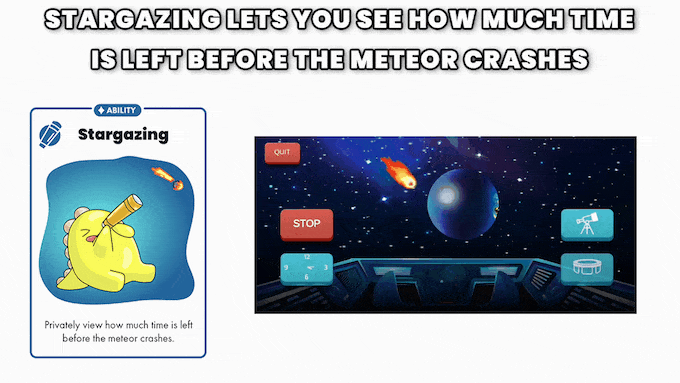 STARGAZING LETS YOU SEE HOW MUCH TIME
IS LEFT BEFORE THE METEOR CRASHES
ABILITY
Stargazing
Privately view how much time is left
before the meteor crashes.
QUIT
STOP
12
9 3
6